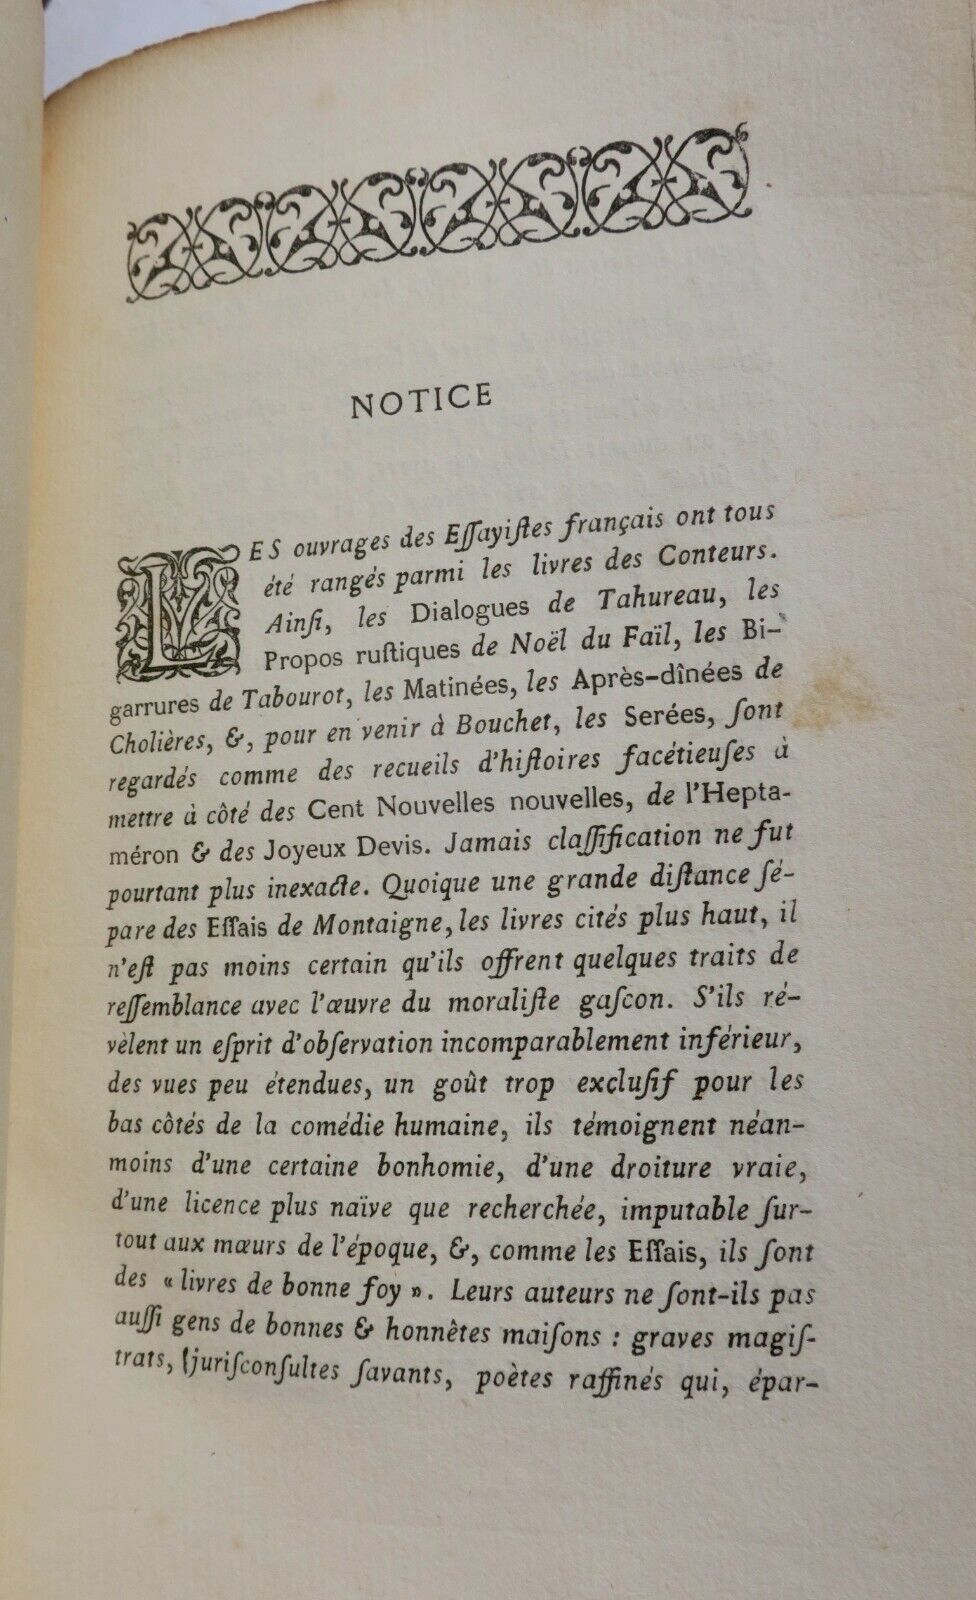 NOTICE
LES ouvrages des Eſſayiſtes français ont tous
été rangés parmi les livres des Conteurs.
Ainſi, les Dialogues de Tahureau, les
Propos ruſtiques de Noël du Faïl, les Bi-
garrures de Tabourot, les Matinées, les Après-dînées de
Cholières, &, pour en venir à Bouchet, les Serées, ſont
regardés comme des recueils d'hiſtoires facétieuſes à
mettre à côté des Cent Nouvelles nouvelles, de l'Hepta-
méron & des Joyeux Devis. Jamais claſſification ne fut
pourtant plus inexacte. Quoique une grande diſtance ſé-
pare des Eſſais de Montaigne, les livres cités plus haut, il
n'eſt pas moins certain qu'ils offrent quelques traits de
reſſemblance avec l'œuvre du moraliſte gaſcon. S'ils ré-
vèlent un eſprit d'obſervation incomparablement inférieur,
des vues peu étendues, un goût trop excluſif pour les
bas côtés de la comédie humaine, ils témoignent néan-
moins d'une certaine bonhomie, d'une droiture vraie,
d'une licence plus naïve que recherchée, imputable ſur-
tout aux mœurs de l'époque, &, comme les Eſſais, ils ſont
des « livres de bonne foy ». Leurs auteurs ne ſont-ils pas
auſſi gens de bonnes & honnêtes maiſons : graves magiſ-
trats, juriſconſultes ſavants, poètes raffinés qui, épar-